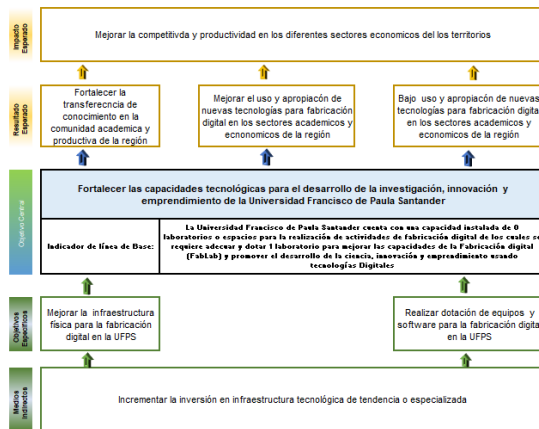 Impacto
Esperado
Mejorar la competitivda y productividad en los diferentes sectores economicos del los territorios
Resultado
Esperado
Fortalecer la
transferecncia de
conocimiento en la
comunidad academica y
productiva de la región
Mejorar el uso y apropiacón de
nuevas tecnologías para fabricación
digital en los sectores academicos y
econonomicos de la región
Bajo uso y apropiacón de nuevas
tecnologías para fabricación digital
en los sectores academicos y
economicos de la región
Objetivo Central
Fortalecer las capacidades tecnológicas para el desarrollo de la investigación, innovación y
emprendimiento de la Universidad Francisco de Paula Santander
Indicador de línea de Base:
La Universidad Francisco de Paula Santander cuenta con una capacidad instalada de 0
laboratorios o espacios para la realización de actividades de fabricación digital de los cuales se
requiere adecuar y dotar 1 laboratorio para mejorar las capacidades de la Fabricación digital
(FabLab) y promover el desarrollo de la ciencia, innovación y emprendimiento usando
tecnologías Digitales
Objetivos
Específicos
Mejorar la infraestructura
física para la fabricación
digital en la UFPS
Realizar dotación de equipos y
software para la fabricación digital
en la UFPS
Medios
Indirectos
Incrementar la inversión en infraestructura tecnológica de tendencia o especializada